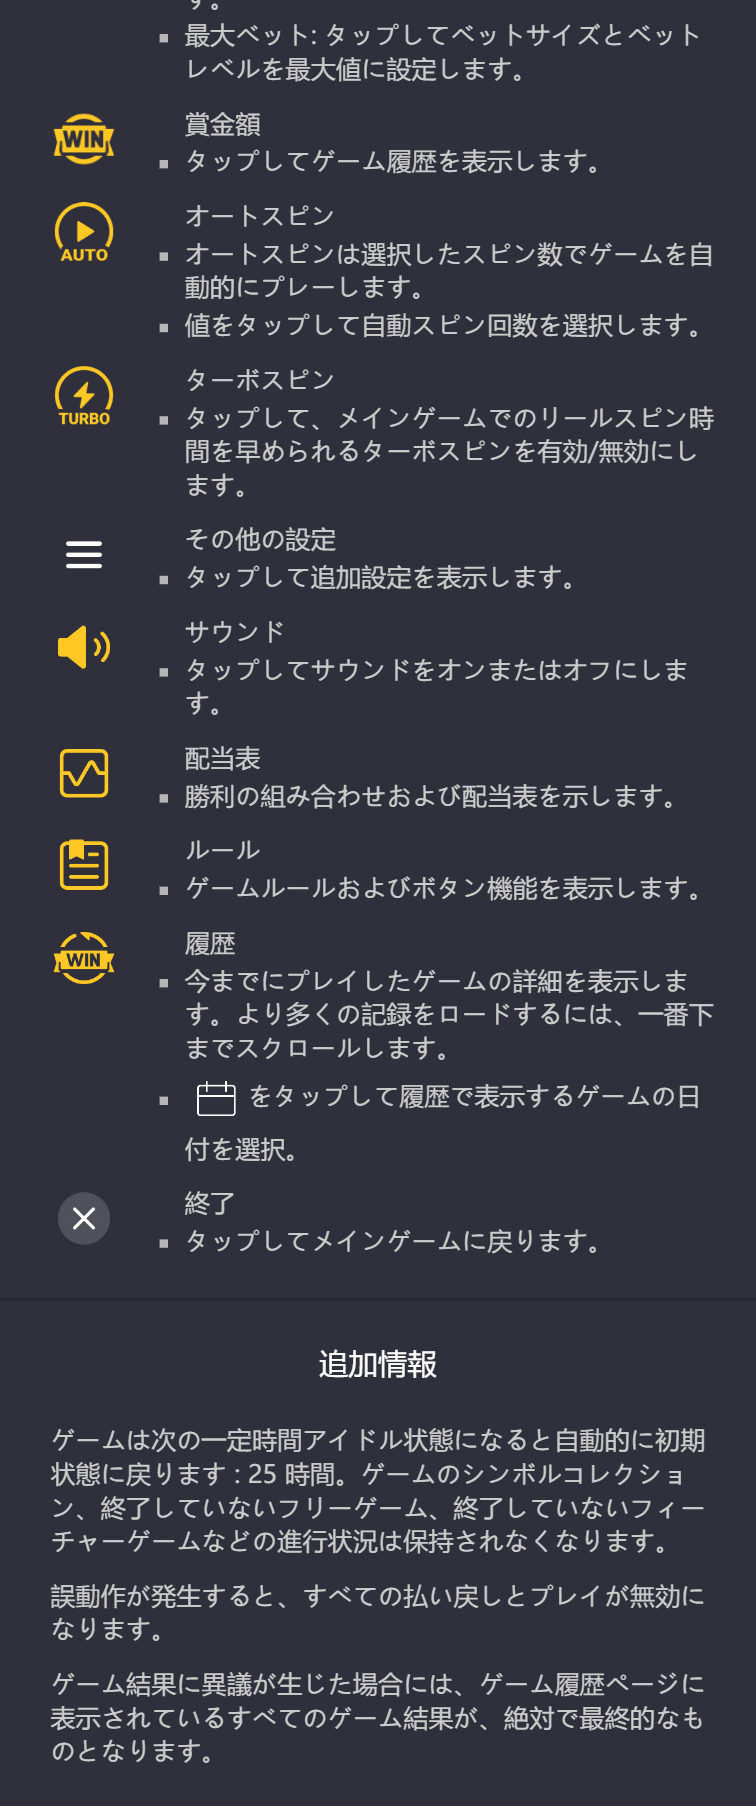 す。
最大ベット: タップしてベットサイズとベット
レベルを最大値に設定します。
WIN
賞金額
タップしてゲーム履歴を表示します。
AUTO
オートスピン
オートスピンは選択したスピン数でゲームを自
動的にプレーします。
値をタップして自動スピン回数を選択します。
TURBO
ターボスピン
タップして、メインゲームでのリールスピン時
間を早められるターボスピンを有効/無効にし
ます。
その他の設定
タップして追加設定を表示します。
サウンド
タップしてサウンドをオンまたはオフにしま
す。
配当表
勝利の組み合わせおよび配当表を示します。
ルール
ゲームルールおよびボタン機能を表示します。
WIN
履歴
今までにプレイしたゲームの詳細を表示しま
す。より多くの記録をロードするには、一番下
までスクロールします。
をタップして履歴で表示するゲームの日
付を選択。
終了
タップしてメインゲームに戻ります。
追加情報
ゲームは次の一定時間アイドル状態になると自動的に初期
状態に戻ります : 25 時間。ゲームのシンボルコレクショ
ン、終了していないフリーゲーム、終了していないフィー
チャーゲームなどの進行状況は保持されなくなります。
誤動作が発生すると、すべての払い戻しとプレイが無効に
なります。
ゲーム結果に異議が生じた場合には、ゲーム履歴ページに
表示されているすべてのゲーム結果が、絶対で最終的なも
のとなります。